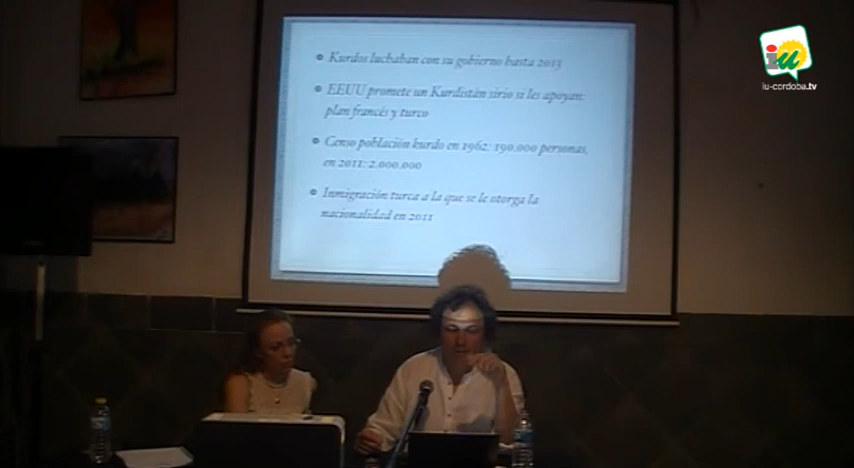 Kurdos luchaban con su gobierno hasta 2013
EEUU promete un Kurdistán sirio si les apoyan:
plan francés y turco
Censo población kurdo en 1962: 190.000 personas,
en 2011: 2.000.000
Inmigración turca a la que se le otorga la
nacionalidad en 2011
iu
iu-cordoba.tv